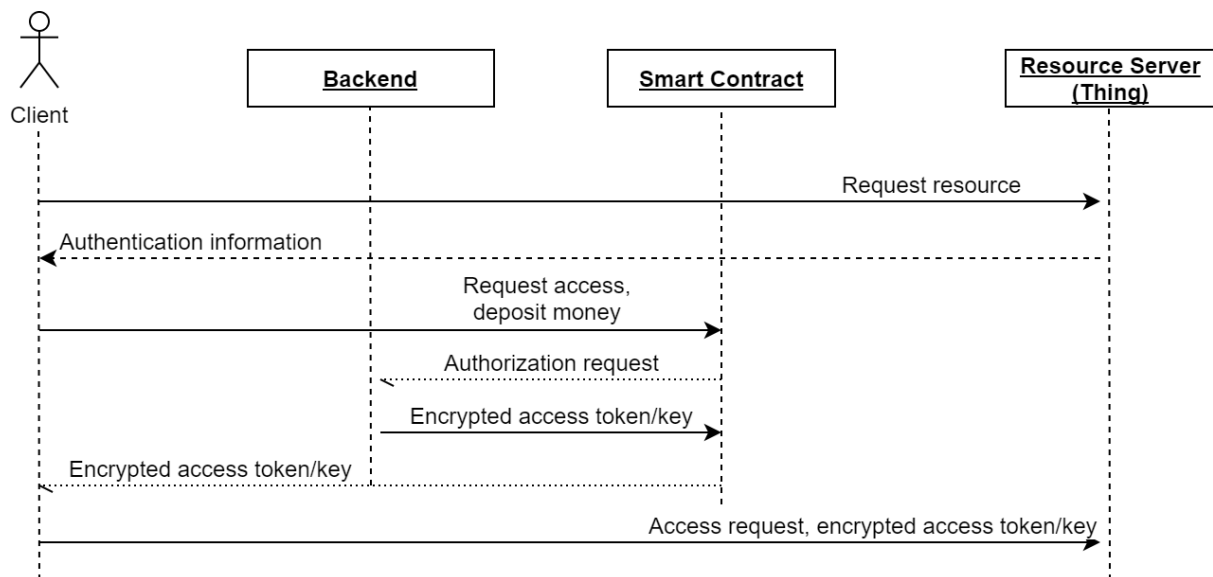 Client
Backend
Smart Contract
Resource Server
(Thing)
Request resource
Authentication information
Request access,
deposit money
Authorization request
Encrypted access token/key
Encrypted access token/key
Access request, encrypted access token/key